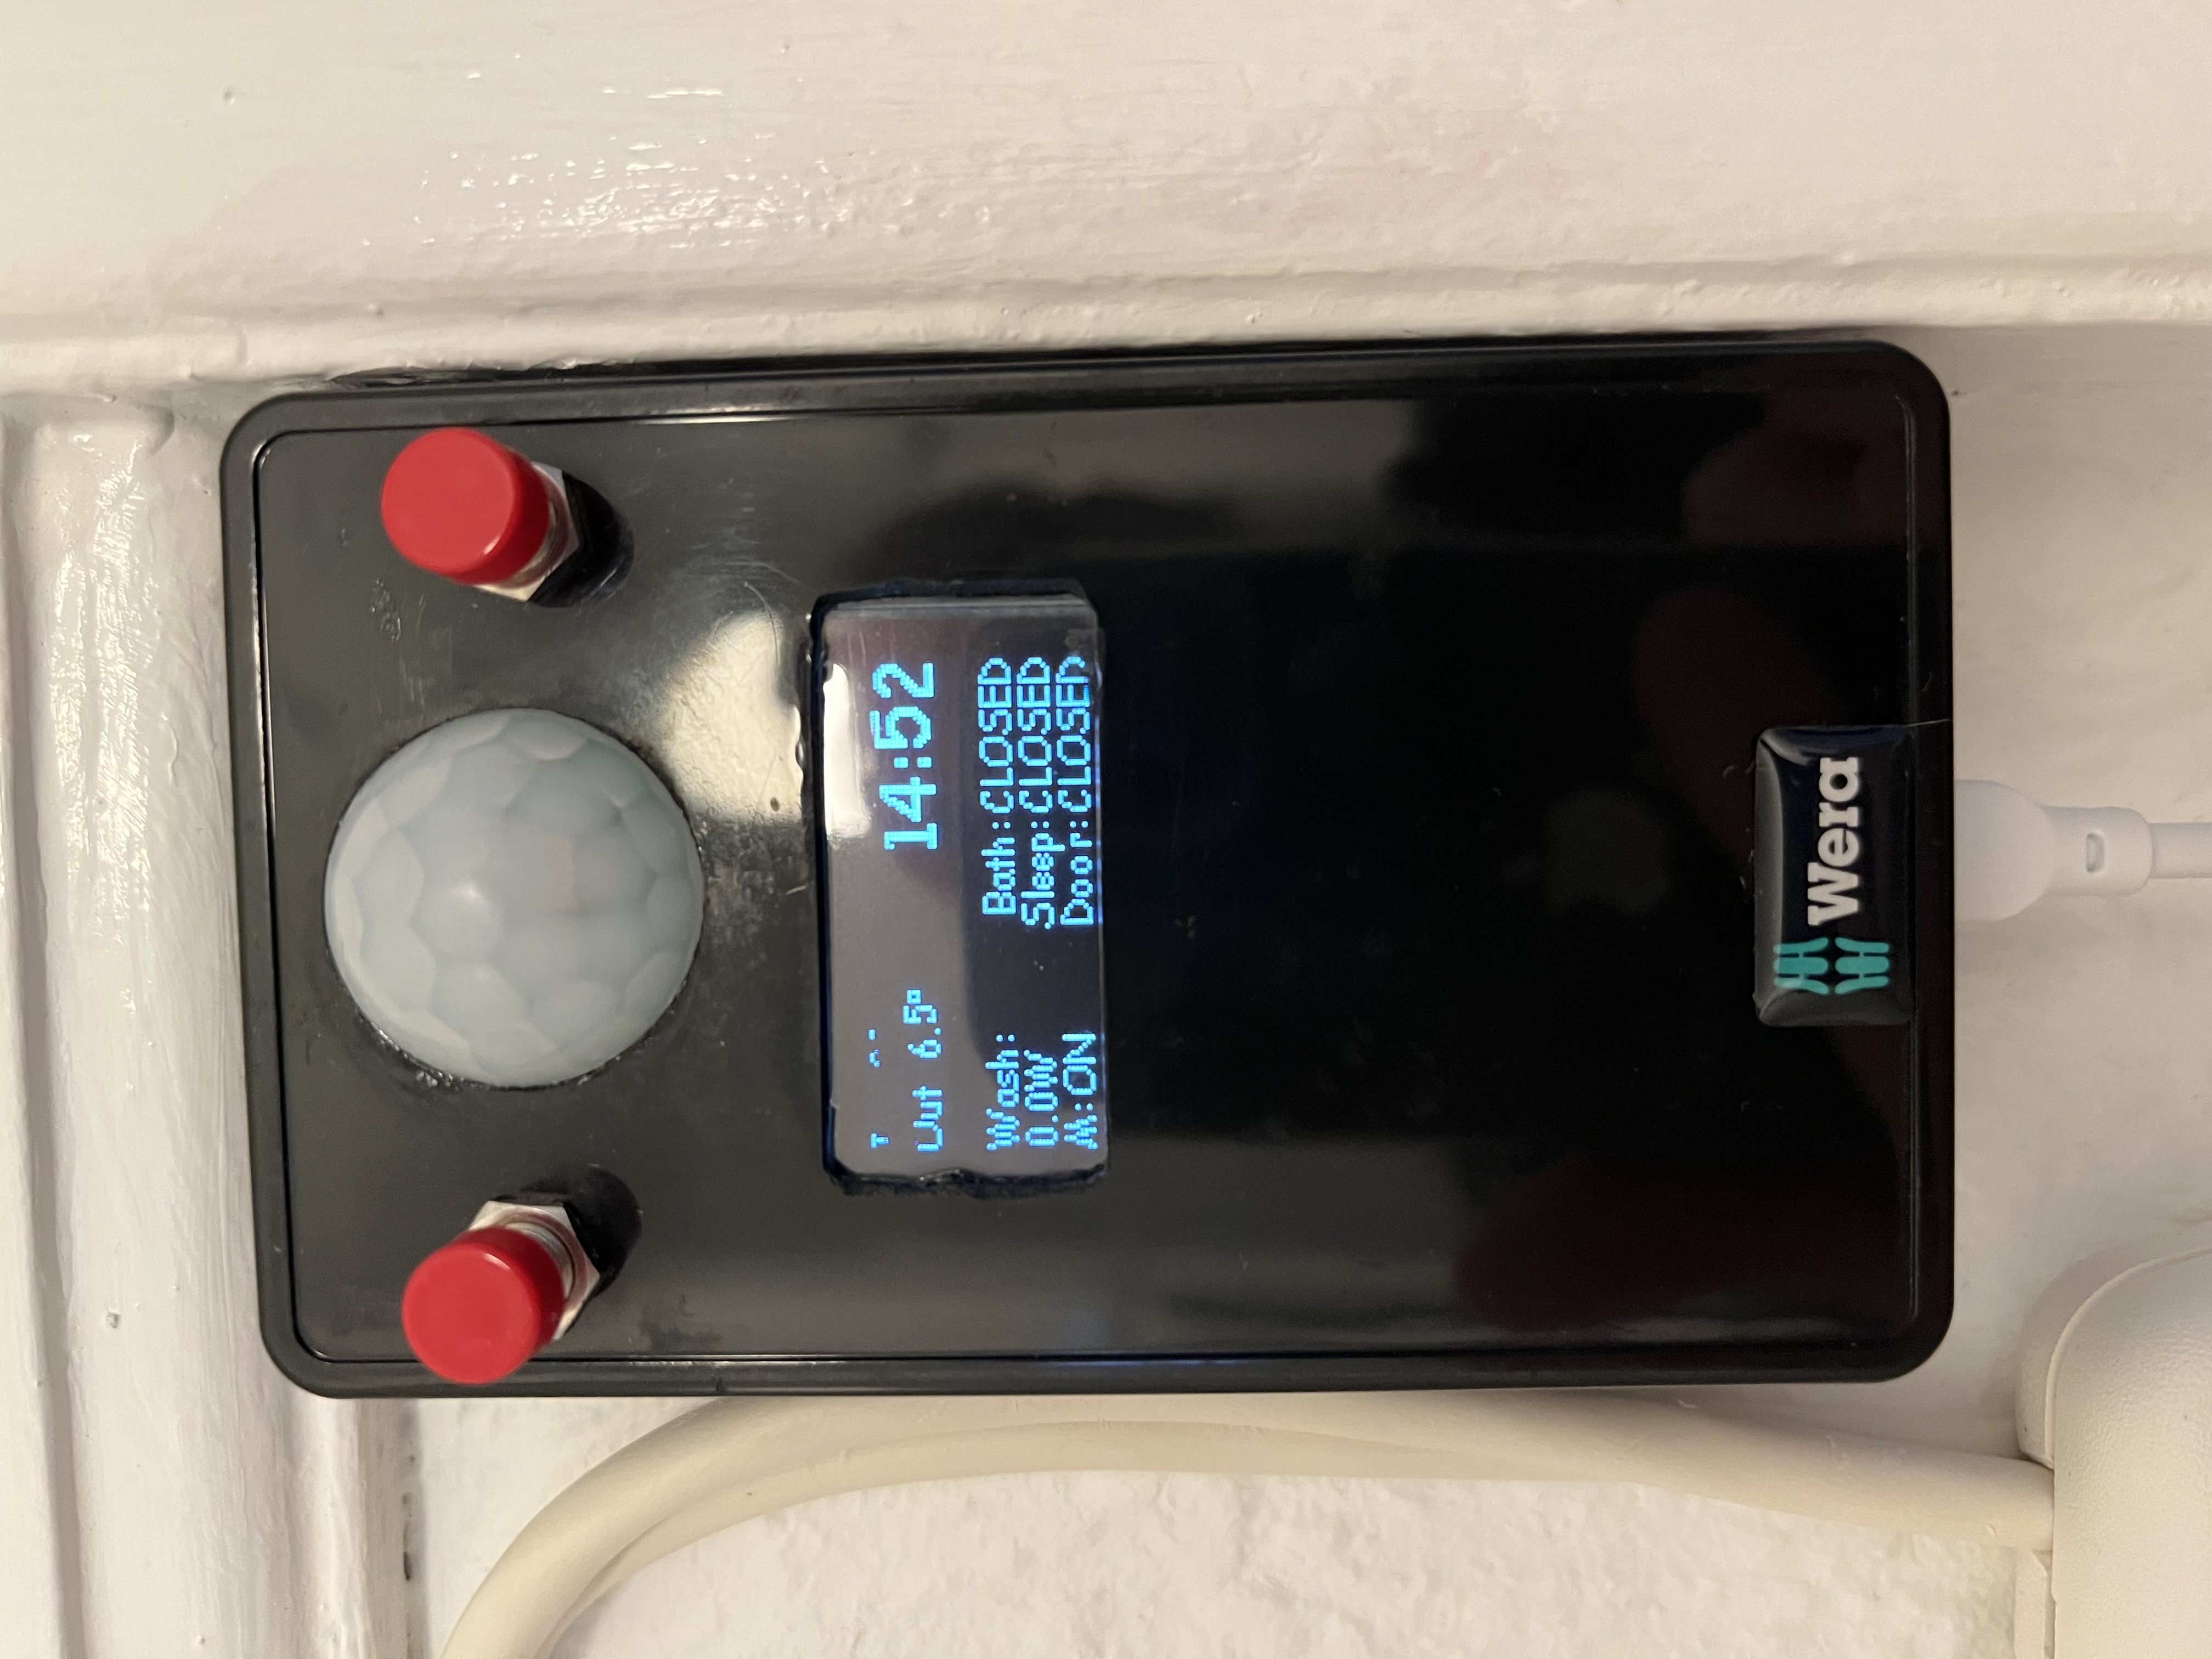 Out 6.5°
14:52
Wash:
0.0W
M:ON
Bath:CLOSED
Sleep:CLOSED
Door:CLOSED
Wera